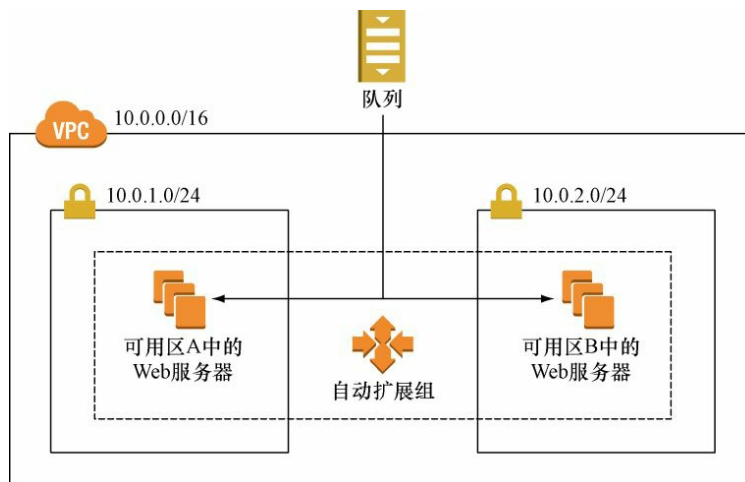 队列
VPC
10.0.0.0/16
10.0.1.0/24
10.0.2.0/24
可用区A中的
Web服务器
自动扩展组
可用区B中的
Web服务器